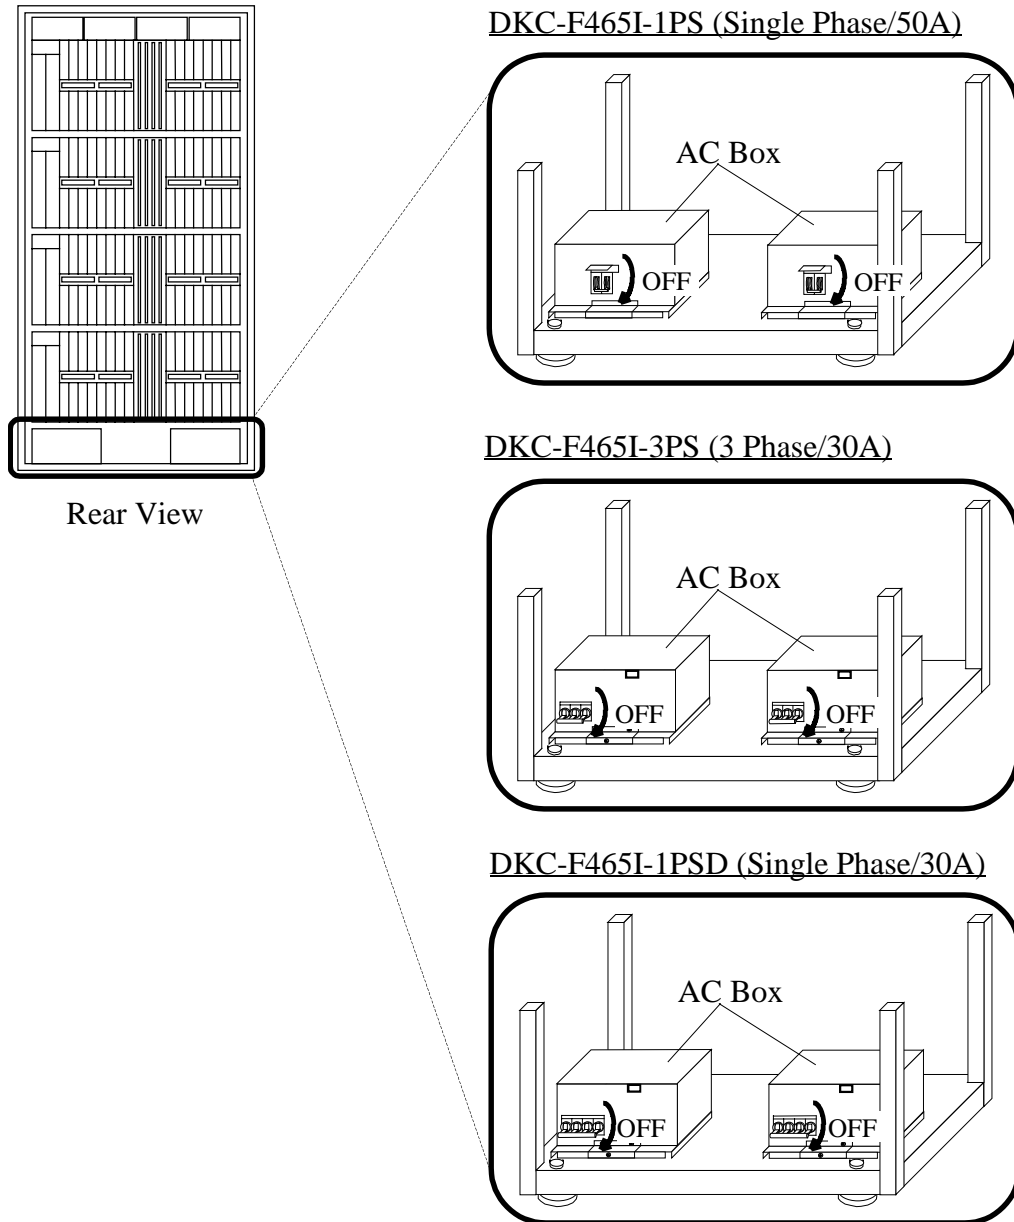 DKC-F465I-1PS (Single Phase/50A)
AC Box
OFF
OFF
Rear View
DKC-F465I-3PS (3 Phase/30A)
AC Box
OFF
OFF
DKC-F465I-1PSD (Single Phase/30A)
AC Box
OFF
OFF